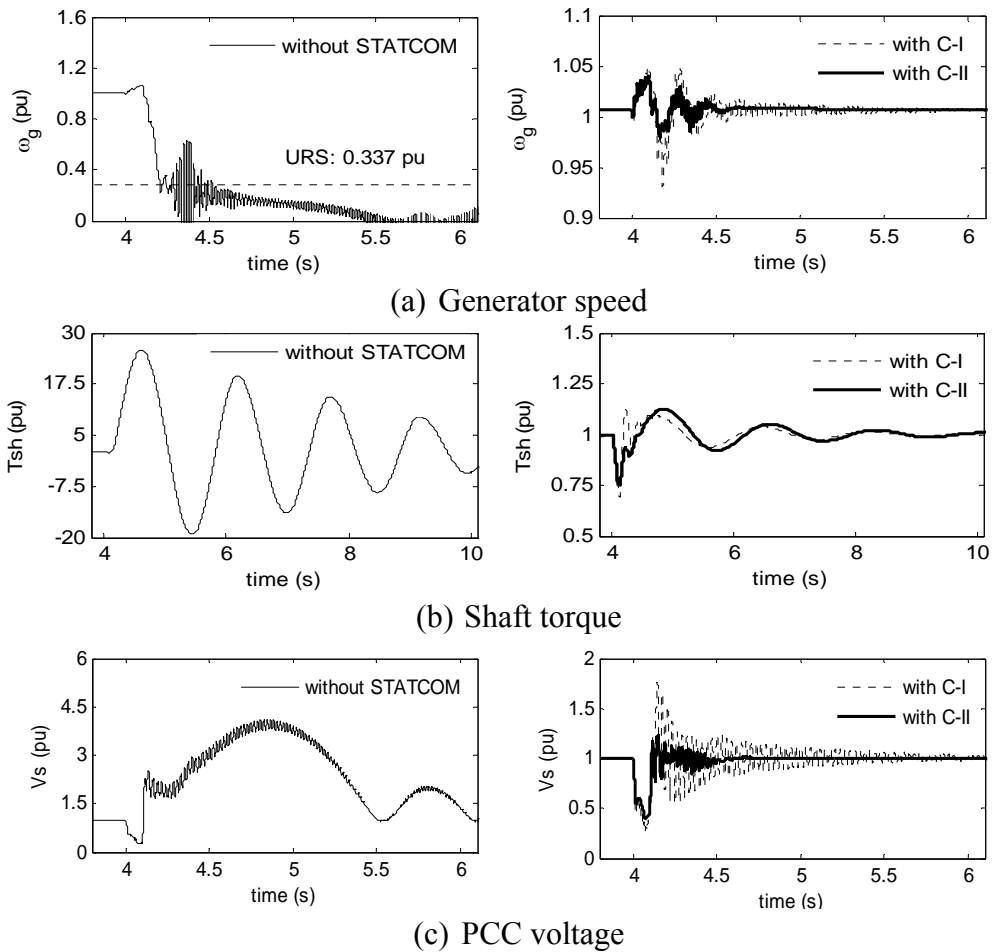 1.6
1.2
0.8
0.4
0
ωg (pu)
without STATCOM
URS: 0.337 pu
4 4.5 5 5.5 6
time (s)
1.1
1.05
1
0.95
0.9
ωg (pu)
with C-I
with C-II
4 4.5 5 5.5 6
time (s)
(a) Generator speed
30
17.5
5
-7.5
-20
Tsh (pu)
without STATCOM
4 6 8 10
time (s)
1.5
1.25
1
0.75
0.5
Tsh (pu)
with C-I
with C-II
4 6 8 10
time (s)
(b) Shaft torque
6
4.5
3
1.5
0
Vs (pu)
without STATCOM
4 4.5 5 5.5 6
time (s)
2
1.5
1
0.5
0
Vs (pu)
with C-I
with C-II
4 4.5 5 5.5 6
time (s)
(c) PCC voltage